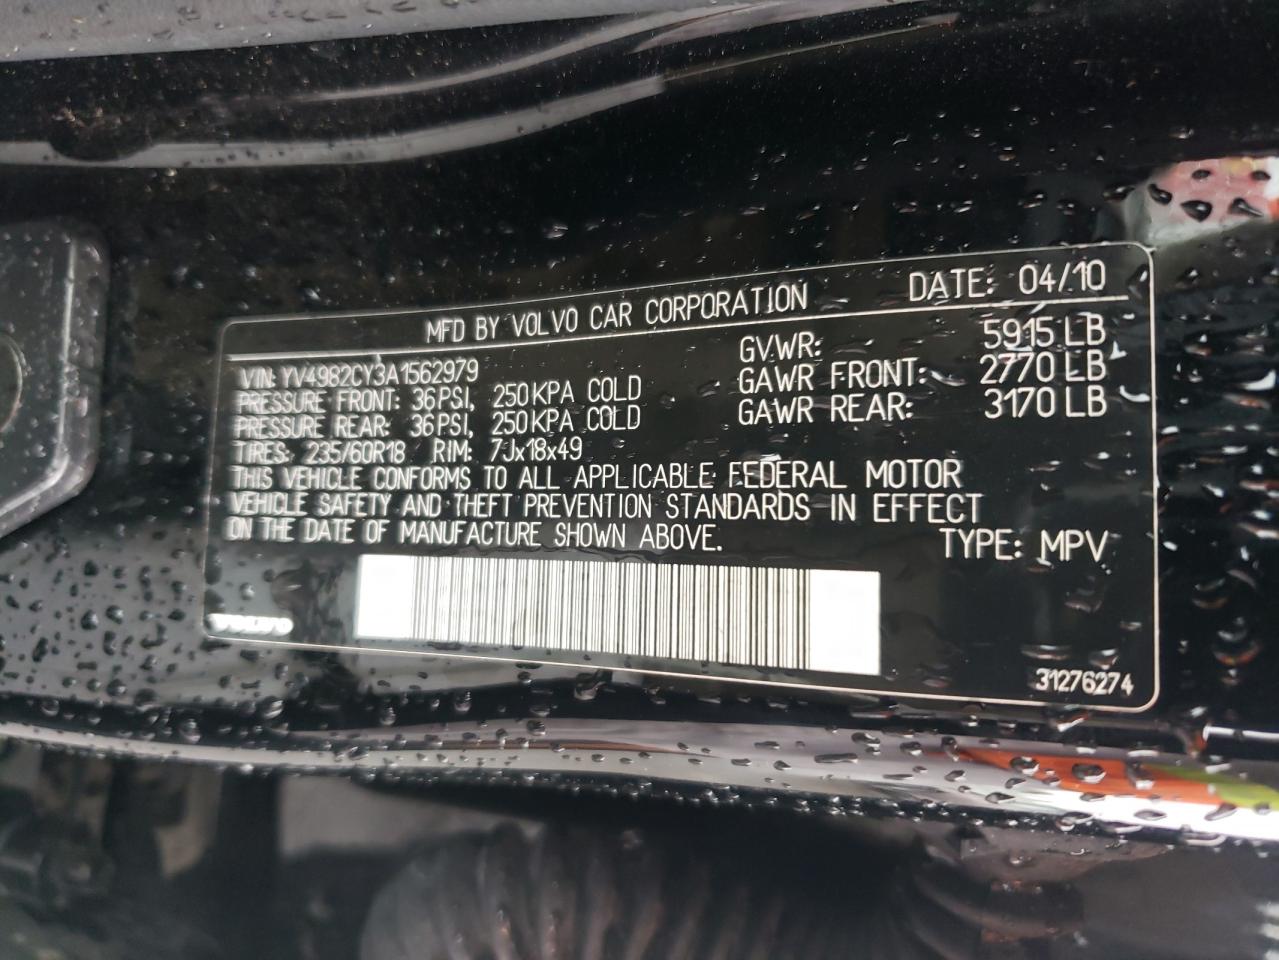 MFD BY VOLVO CAR CORPORATION DATE: 04/10
VIN: YV4982CY3A1562979 GVWR: 5915 LB
PRESSURE FRONT: 36PSI, 250KPA COLD GAWR FRONT: 2770 LB
PRESSURE REAR: 36PSI, 250KPA COLD GAWR REAR: 3170 LB
TIRES: 235/60R18 RIM: 7Jx18x49
THIS VEHICLE CONFORMS TO ALL APPLICABLE FEDERAL MOTOR
VEHICLE SAFETY AND THEFT PREVENTION STANDARDS IN EFFECT
ON THE DATE OF MANUFACTURE SHOWN ABOVE. TYPE: MPV
VOLVO
31276274